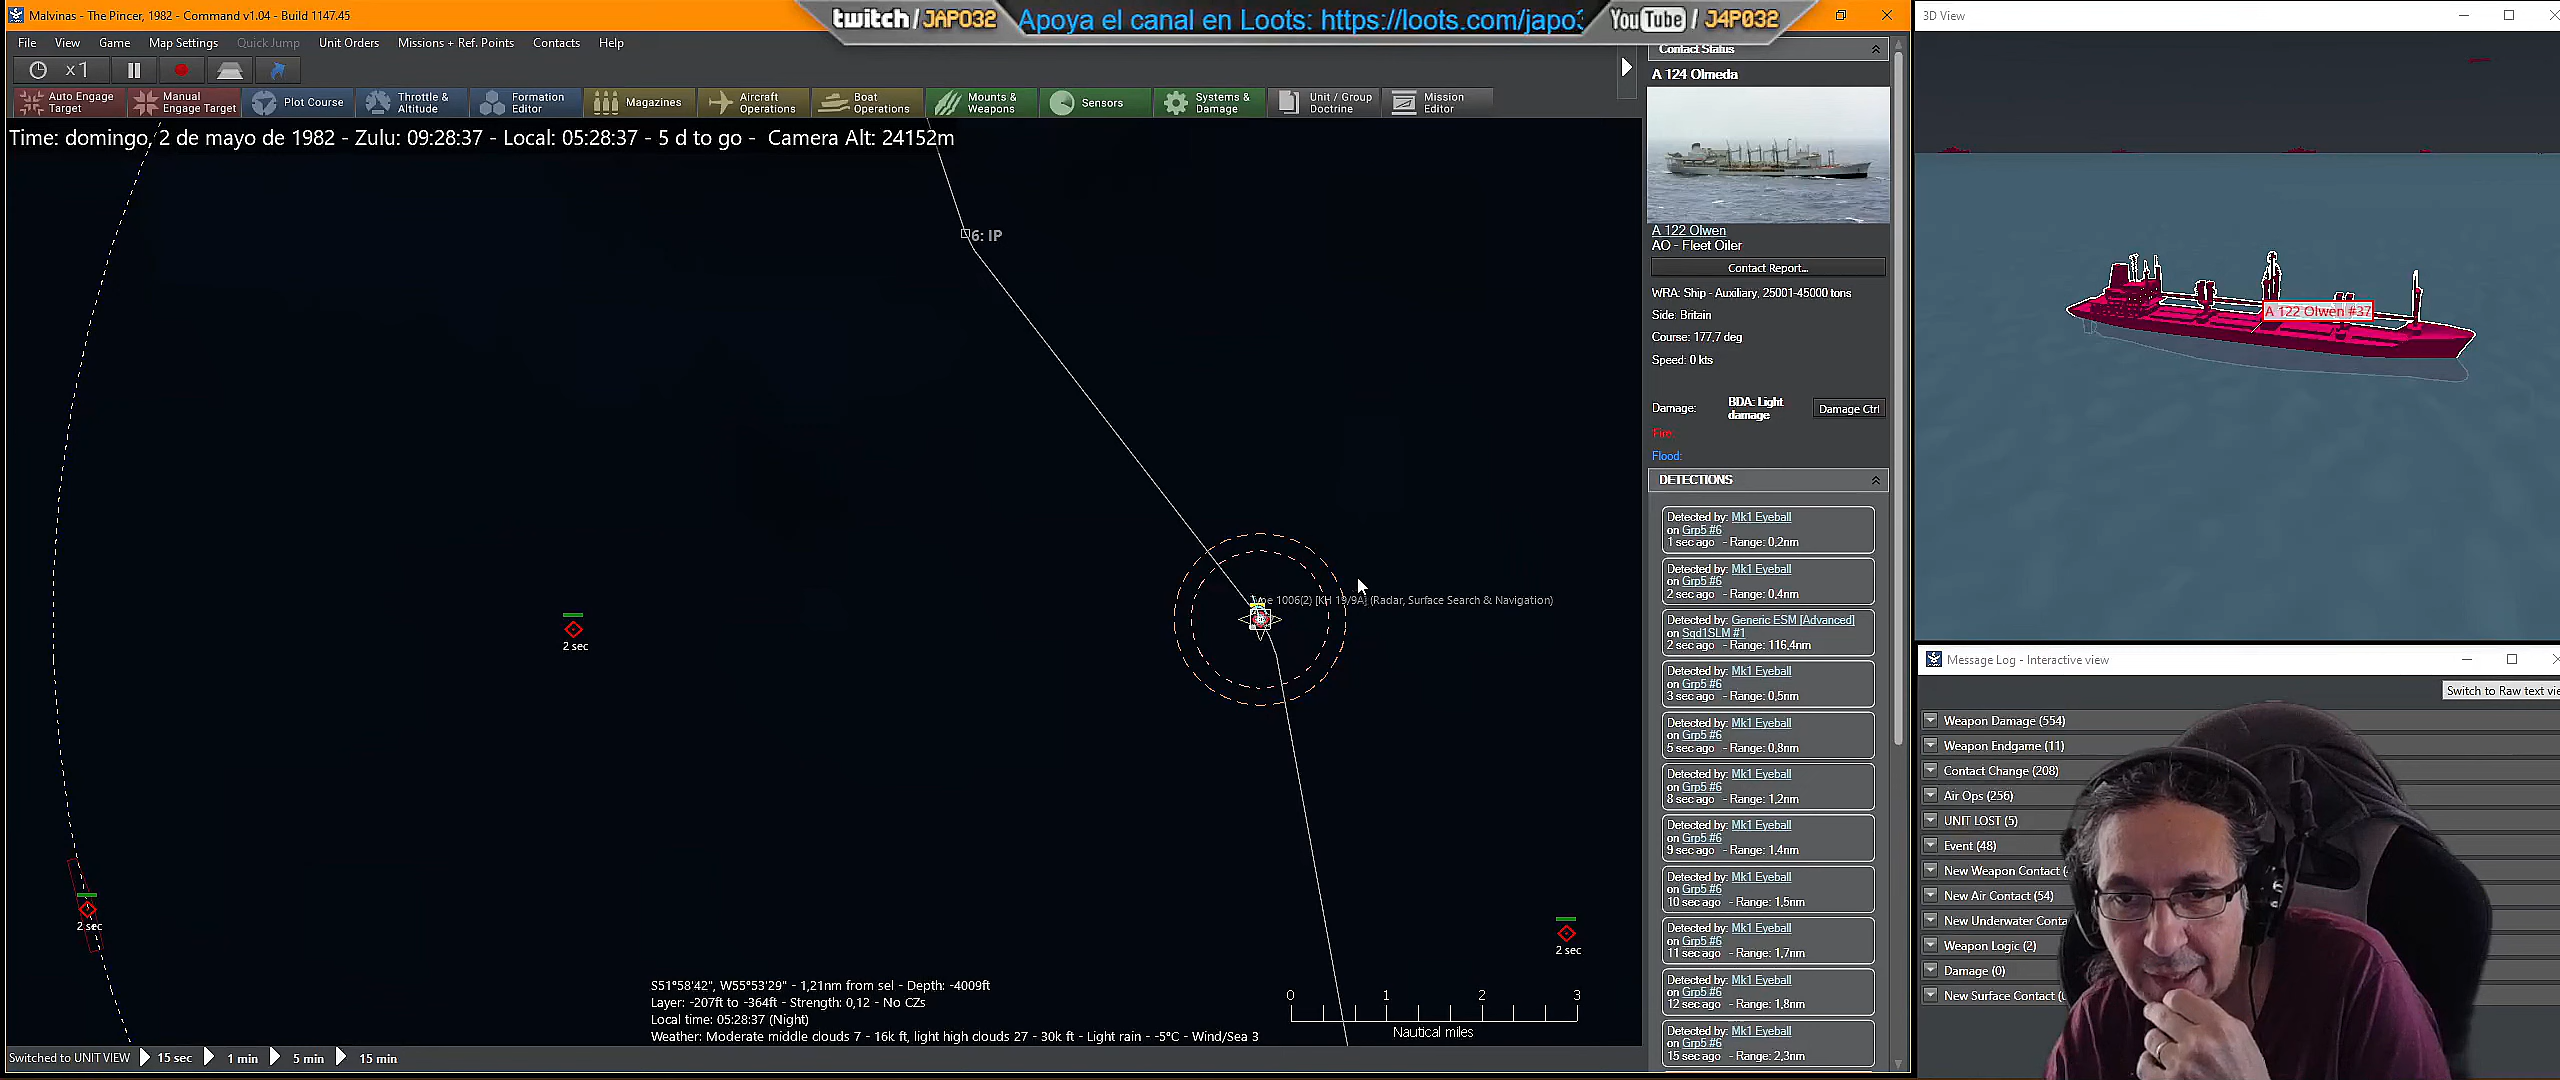 Malvinas - The Pincer, 1982 - Command v1.04 - Build 1147.45
twitch / JAPO32
Apoya el canal en Loots: https://loots.com/japo3
YouTube / J4P032
File View Game Map Settings Quick Jump Unit Orders Missions + Ref. Points Contacts Help
x1
Auto Engage Target
Manual Engage Target
Plot Course
Throttle & Altitude
Formation Editor
Magazines
Aircraft Operations
Boat Operations
Mounts & Weapons
Sensors
Systems & Damage
Unit / Group Doctrine
Mission Editor
Time: domingo, 2 de mayo de 1982 - Zulu: 09:28:37 - Local: 05:28:37 - 5 d to go - Camera Alt: 24152m
6: IP
Type 1006(2) [KH 19/9A] (Radar, Surface Search & Navigation)
2 sec
2 sec
2 sec
S51°58'42", W55°53'29" - 1,21nm from sel - Depth: -4009ft
Layer: -207ft to -364ft - Strength: 0,12 - No CZs
Local time: 05:28:37 (Night)
Weather: Moderate middle clouds 7 - 16k ft, light high clouds 27 - 30k ft - Light rain - -5°C - Wind/Sea 3
0 1 2 3
Nautical miles
Switched to UNIT VIEW 15 sec 1 min 5 min 15 min
Contact Status
A 124 Olmeda
A 122 Olwen
AO - Fleet Oiler
Contact Report...
WRA: Ship - Auxiliary, 25001-45000 tons
Side: Britain
Course: 177,7 deg
Speed: 0 kts
Damage: BDA: Light damage Damage Ctrl
Fire:
Flood:
DETECTIONS
Detected by: Mk1 Eyeball
on Grp5 #6
1 sec ago - Range: 0,2nm
Detected by: Mk1 Eyeball
on Grp5 #6
2 sec ago - Range: 0,4nm
Detected by: Generic ESM [Advanced]
on Sqd1SLM #1
2 sec ago - Range: 116,4nm
Detected by: Mk1 Eyeball
on Grp5 #6
3 sec ago - Range: 0,5nm
Detected by: Mk1 Eyeball
on Grp5 #6
5 sec ago - Range: 0,8nm
Detected by: Mk1 Eyeball
on Grp5 #6
8 sec ago - Range: 1,2nm
Detected by: Mk1 Eyeball
on Grp5 #6
9 sec ago - Range: 1,4nm
Detected by: Mk1 Eyeball
on Grp5 #6
10 sec ago - Range: 1,5nm
Detected by: Mk1 Eyeball
on Grp5 #6
11 sec ago - Range: 1,7nm
Detected by: Mk1 Eyeball
on Grp5 #6
12 sec ago - Range: 1,8nm
Detected by: Mk1 Eyeball
on Grp5 #6
15 sec ago - Range: 2,3nm
3D View
A 122 Olwen #37
Message Log - Interactive view
Switch to Raw text vie
Weapon Damage (554)
Weapon Endgame (11)
Contact Change (208)
Air Ops (256)
UNIT LOST (5)
Event (48)
New Weapon Contact (
New Air Contact (54)
New Underwater Conta
Weapon Logic (2)
Damage (0)
New Surface Contact (